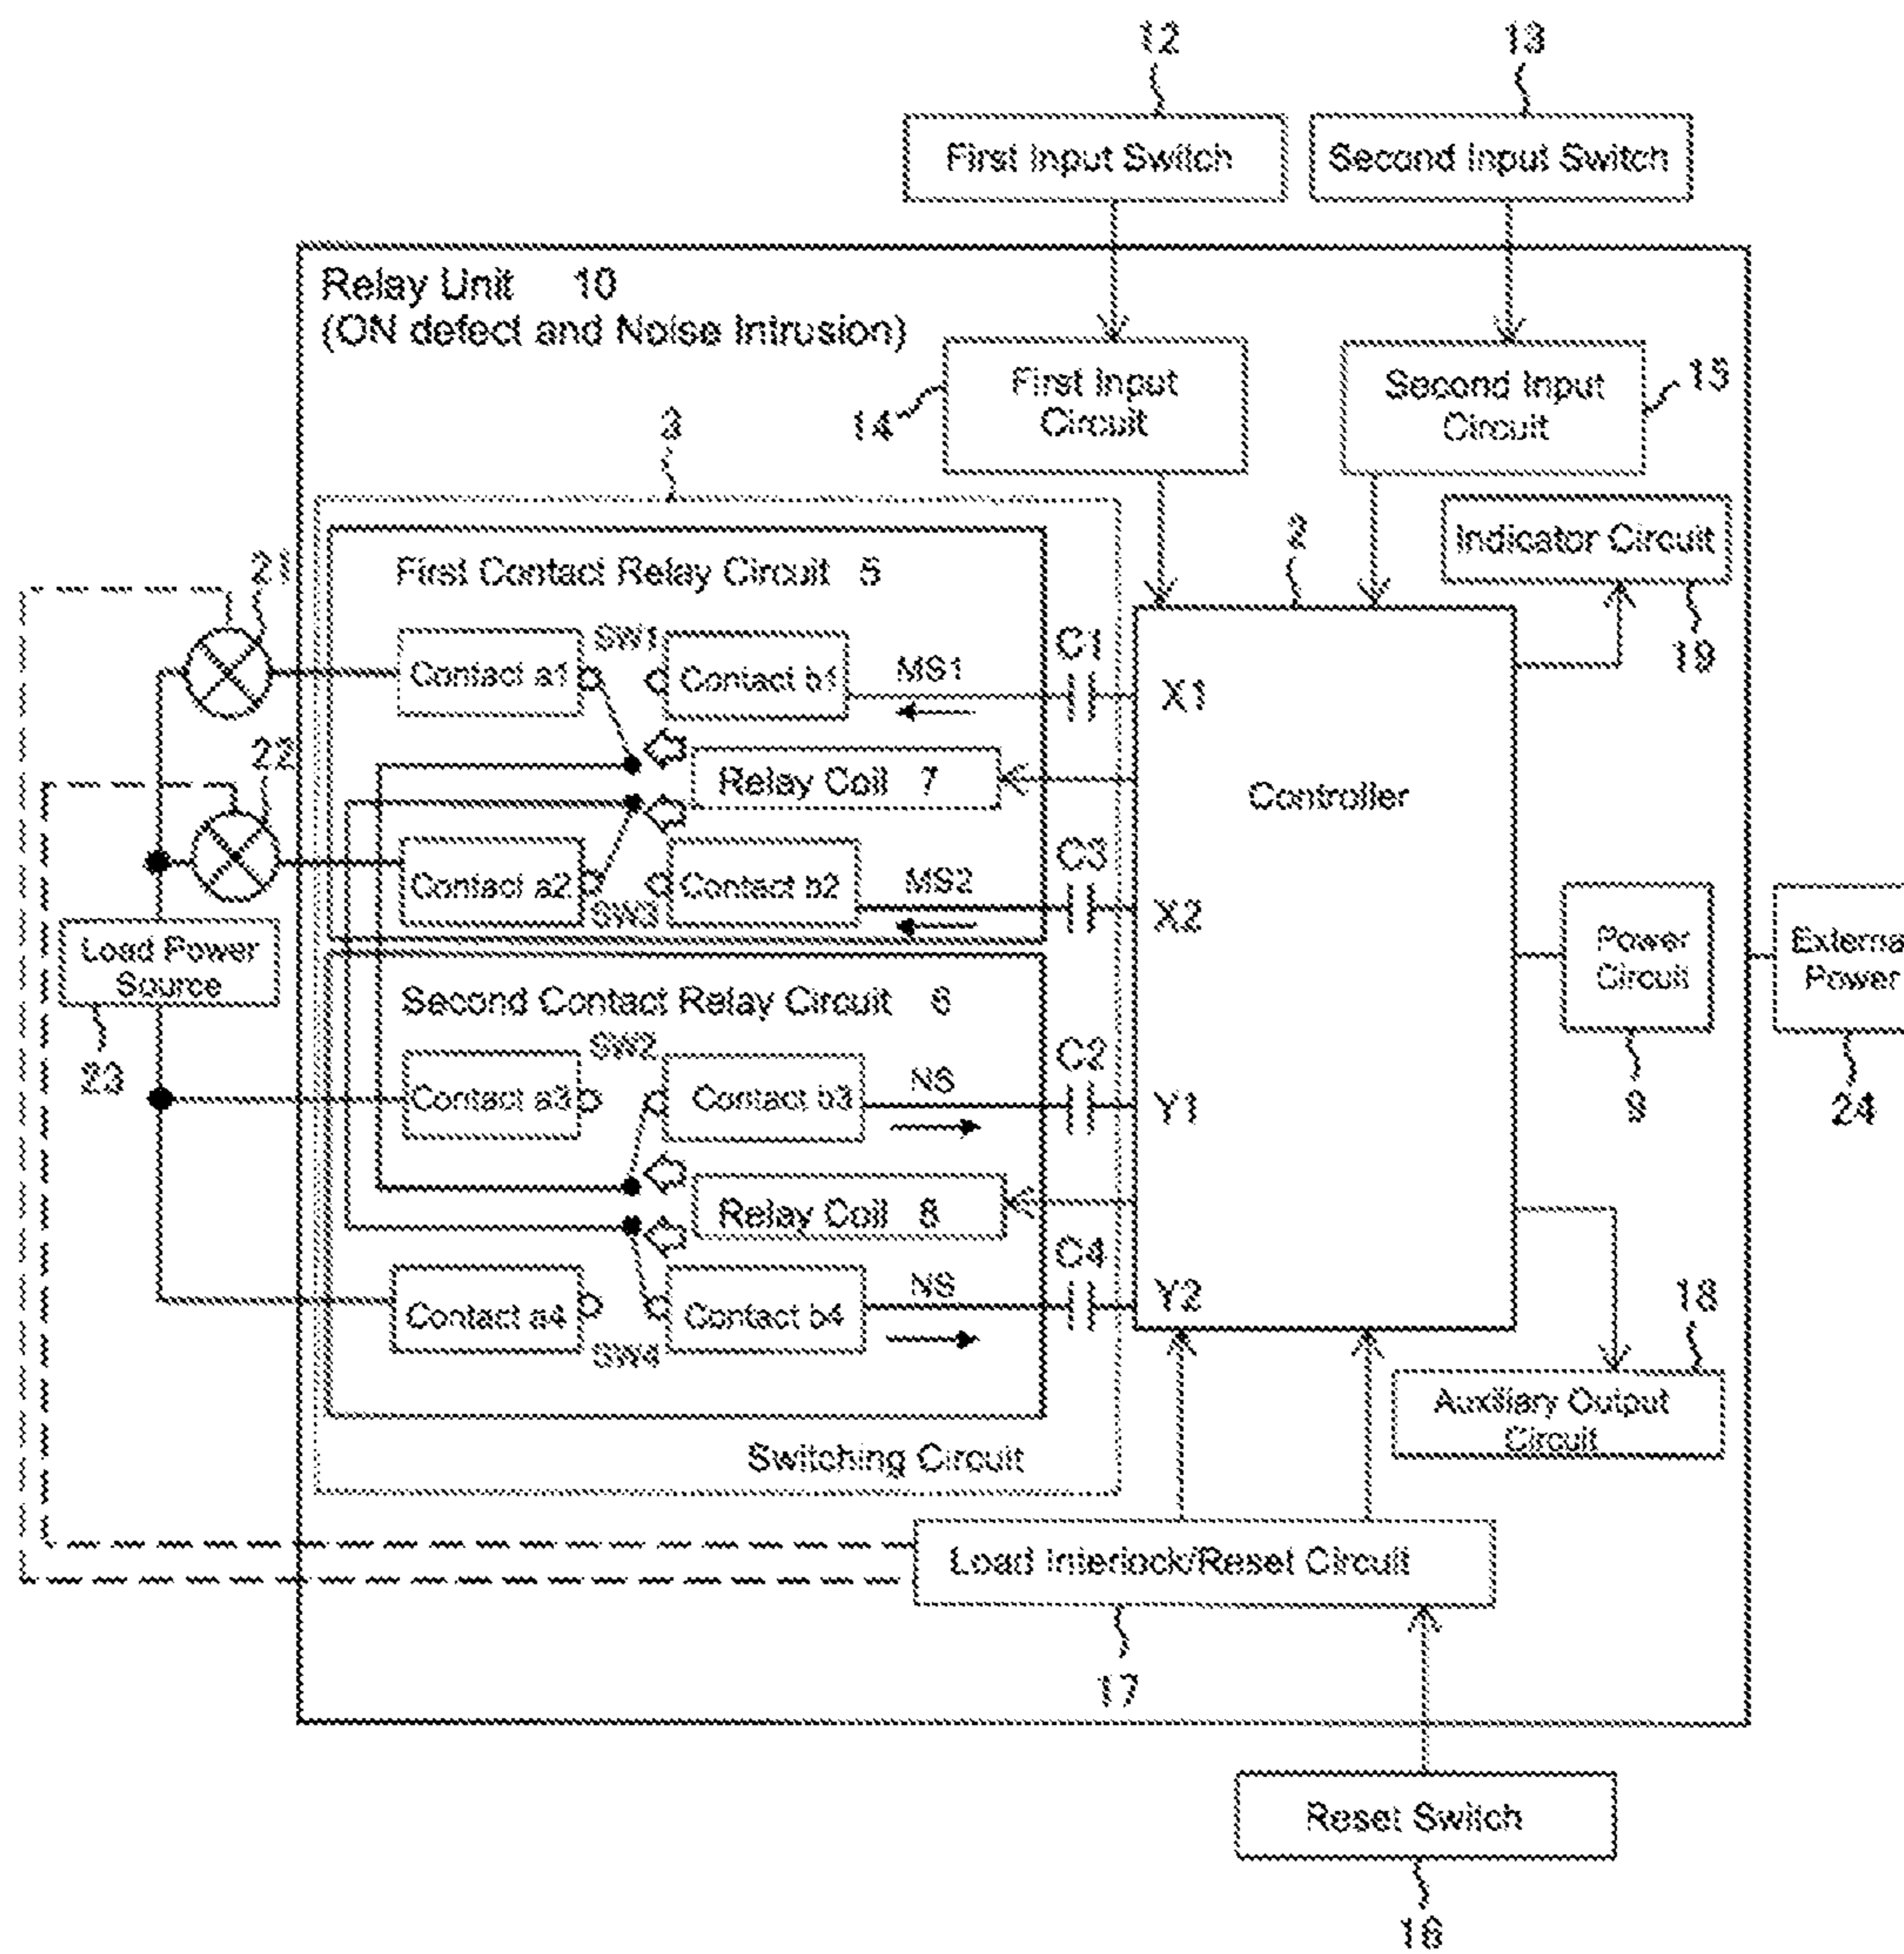 12
13
First Input Switch
Second Input Switch
Relay Unit 10
(ON defect and Noise Intrusion)
First Input
Circuit
14
Second Input
Circuit
15
3
2
Indicator Circuit
19
First Contact Relay Circuit 5
21
SW1
Contact a1
Contact b1
MS1
C1
X1
22
Relay Coil 7
Controller
Contact a2
SW3
Contact b2
MS2
C3
X2
Load Power
Source
23
Power
Circuit
9
Externa
Power
24
Second Contact Relay Circuit 6
SW2
Contact a3
Contact b3
NS
C2
Y1
Relay Coil 8
Contact a4
SW4
Contact b4
NS
C4
Y2
18
Auxiliary Output
Circuit
Switching Circuit
Load Interlock/Reset Circuit
17
Reset Switch
16